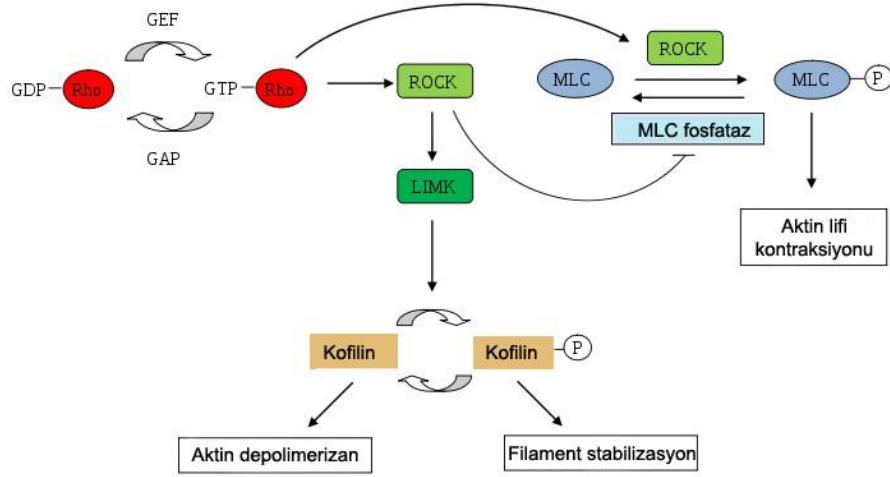 GEF
GDP
Rho
GTP
Rho
GAP
ROCK
LIMK
ROCK
MLC
MLC
P
MLC fosfataz
Aktin lifi
kontraksiyonu
Kofilin
Kofilin
P
Aktin depolimerizan
Filament stabilizasyon